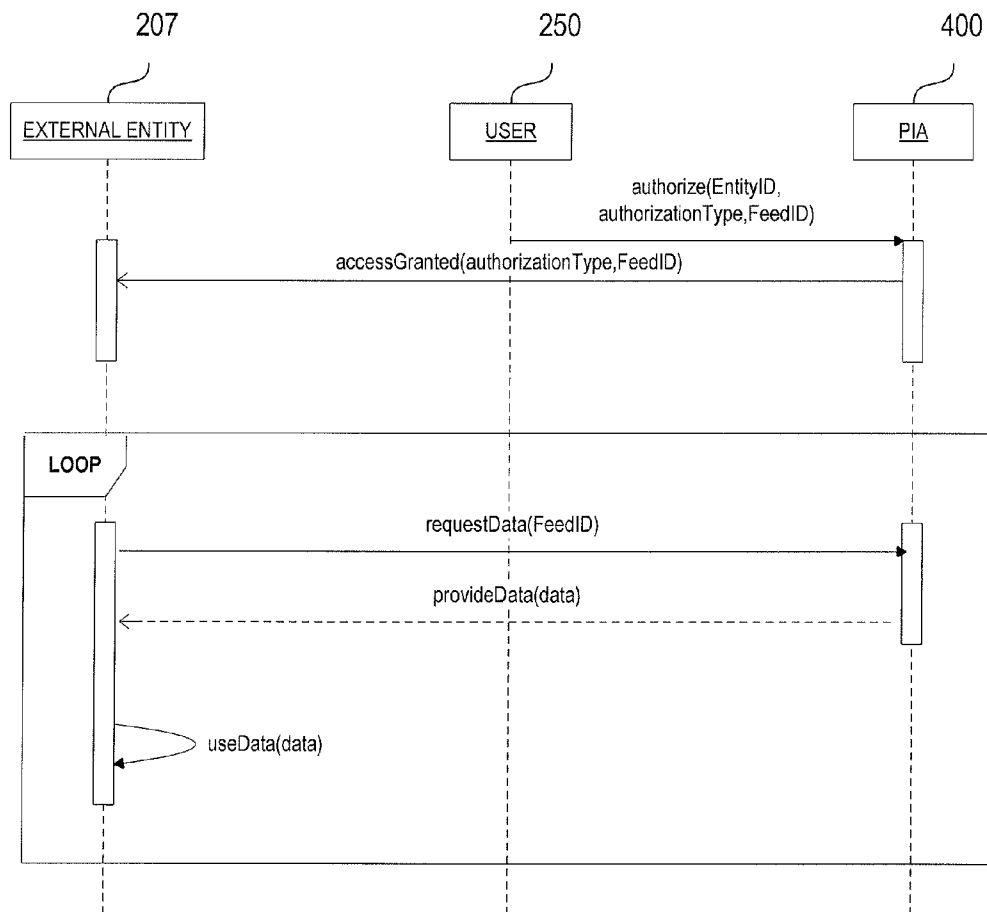 207
250
400
EXTERNAL ENTITY
USER
PIA
authorize(EntityID,
authorizationType,FeedID)
accessGranted(authorizationType,FeedID)
LOOP
requestData(FeedID)
provideData(data)
useData(data)